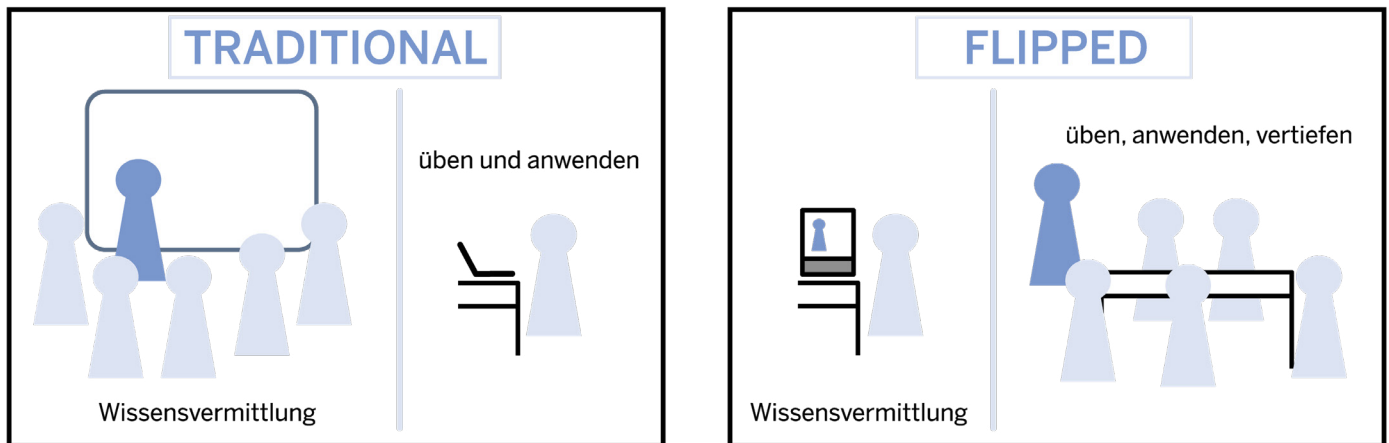 TRADITIONAL
üben und anwenden
Wissensvermittlung
FLIPPED
üben, anwenden, vertiefen
Wissensvermittlung